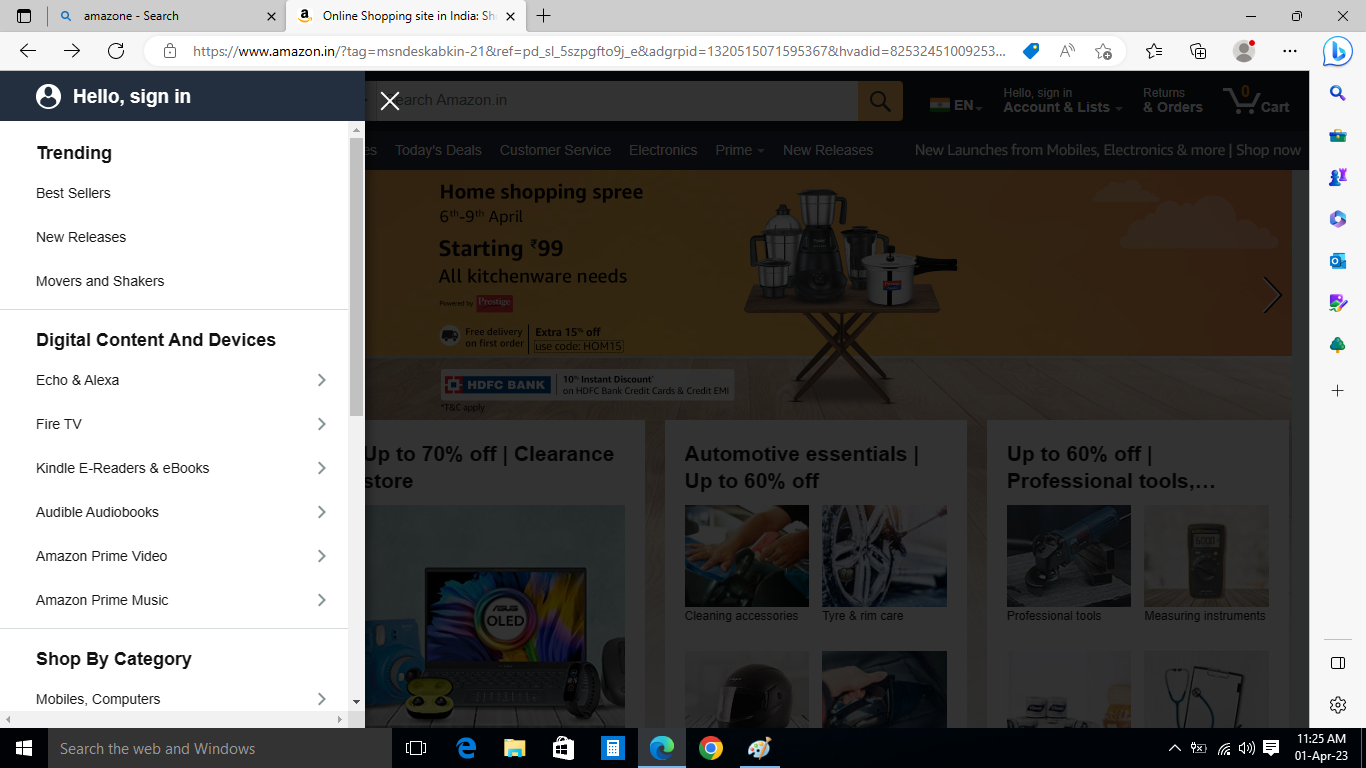 amazone - Search
Online Shopping site in India: Sh
https://www.amazon.in/?tag=msndeskabkin-21&ref=pd_sl_5szpgfto9j_e&adgrpid=1320515071595367&hvadid=82532451009253...
Hello, sign in
earch Amazon.in
EN
Hello, sign in
Account & Lists
Returns
& Orders
0
Cart
es
Today's Deals
Customer Service
Electronics
Prime
New Releases
New Launches from Mobiles, Electronics & more | Shop now
Trending
Best Sellers
New Releases
Movers and Shakers
Digital Content And Devices
Echo & Alexa
Fire TV
Kindle E-Readers & eBooks
Audible Audiobooks
Amazon Prime Video
Amazon Prime Music
Shop By Category
Mobiles, Computers
Home shopping spree
6th-9th April
Starting ₹99
All kitchenware needs
Powered by Prestige
Free delivery
on first order
Extra 15% off
use code: HOM15
HDFC BANK
10% Instant Discount*
on HDFC Bank Credit Cards & Credit EMI
*T&C apply
Up to 70% off | Clearance
store
ASUS
OLED
Automotive essentials |
Up to 60% off
Cleaning accessories
Tyre & rim care
Up to 60% off |
Professional tools,…
Professional tools
Measuring instruments
Search the web and Windows
11:25 AM
01-Apr-23